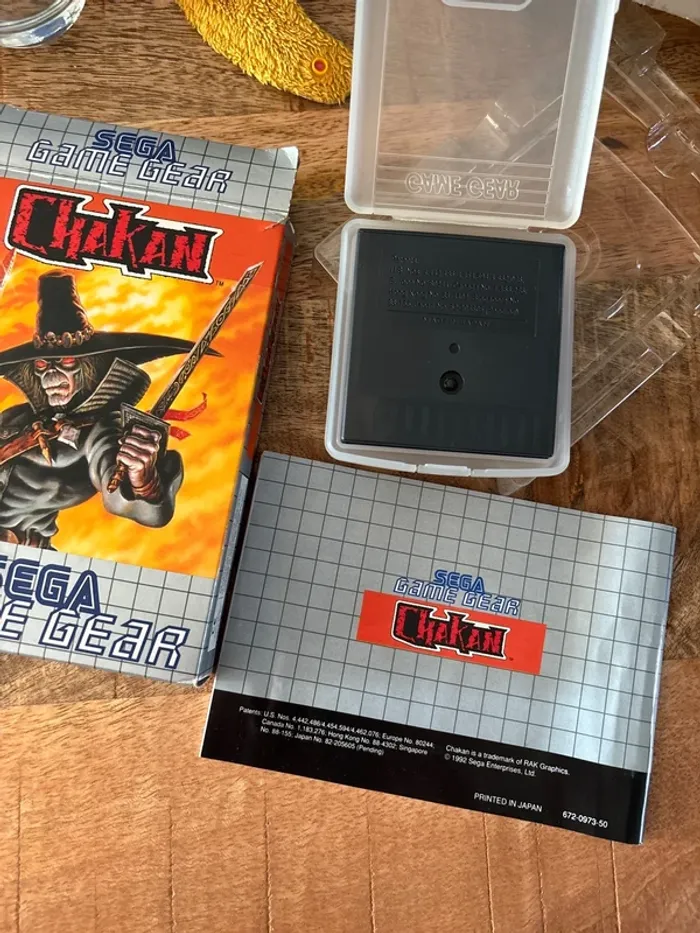 SEGA
GAME GEAR
CHAKAN
TM
SEGA
E GEAR
GAME GEAR
SEGA
GAME GEAR
CHAKAN
Patents: U.S. Nos. 4,442,486/4,454,594/4,462,076; Europe No. 80244;
Canada No. 1,183,276; Hong Kong No. 88-4302; Singapore
No. 88-155; Japan No. 82-205605 (Pending)
Chakan is a trademark of RAK Graphics.
© 1992 Sega Enterprises, Ltd.
PRINTED IN JAPAN
672-0973-50